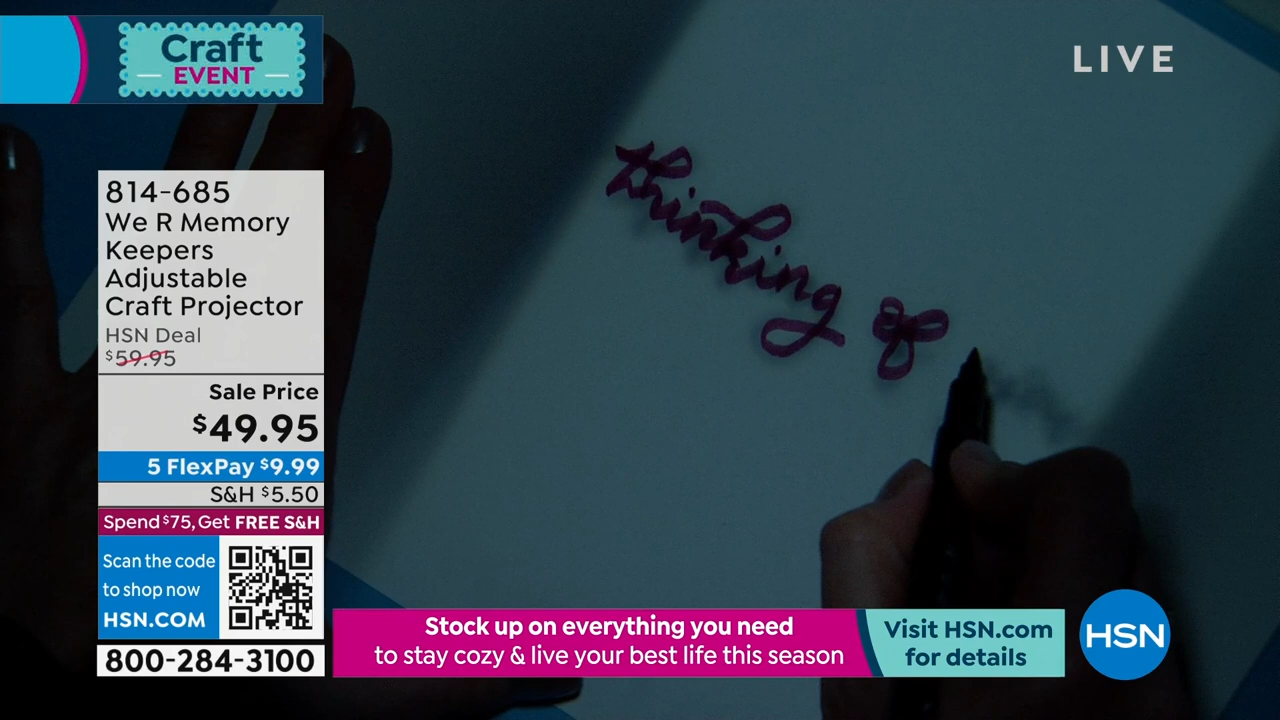 Craft
EVENT
LIVE
814-685
We R Memory
Keepers
Adjustable
Craft Projector
HSN Deal
$59.95
Sale Price
$49.95
5 FlexPay $9.99
S&H $5.50
Spend $75, Get FREE S&H
Scan the code
to shop now
HSN.COM
800-284-3100
thinking of
Stock up on everything you need
to stay cozy & live your best life this season
Visit HSN.com
for details
HSN